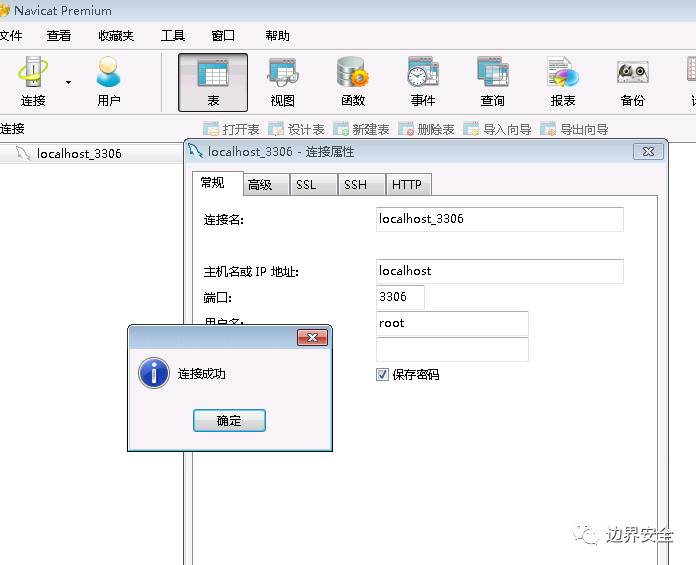 Navicat Premium
文件 查看 收藏夹 工具 窗口 帮助
连接 用户 表 视图 函数 事件 查询 报表 备份
连接 打开表 设计表 新建表 删除表 导入向导 导出向导
localhost_3306
localhost_3306 - 连接属性
常规 高级 SSL SSH HTTP
连接名: localhost_3306
主机名或 IP 地址: localhost
端口: 3306
用户名: root
保存密码
连接成功
确定
边界安全